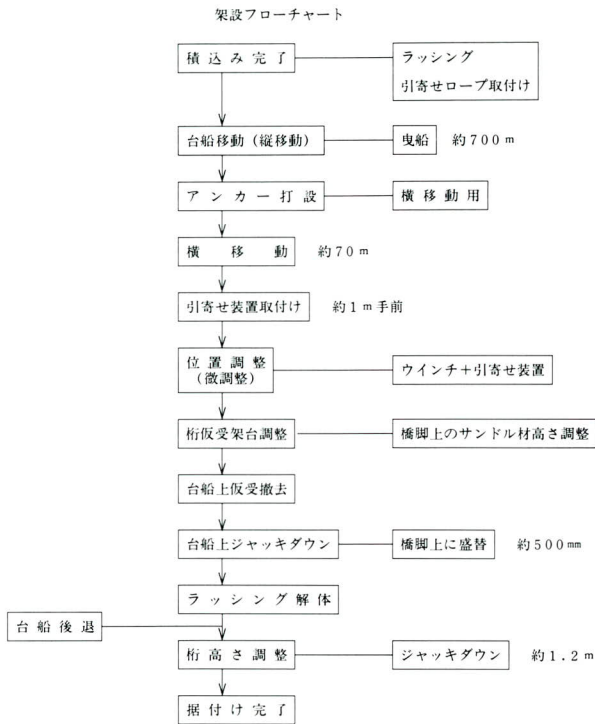 架設フローチャート
積込み完了
ラッシング
引寄せロープ取付け
台船移動(縦移動)
曳船 約700m
アンカー打設
横移動用
横移動 約70m
引寄せ装置取付け 約1m手前
位置調整
(微調整)
ウインチ+引寄せ装置
桁仮受架台調整
橋脚上のサンドル材高さ調整
台船上仮受撤去
台船上ジャッキダウン
橋脚上に盛替 約500mm
ラッシング解体
台船後退
桁高さ調整
ジャッキダウン 約1.2m
据付け完了